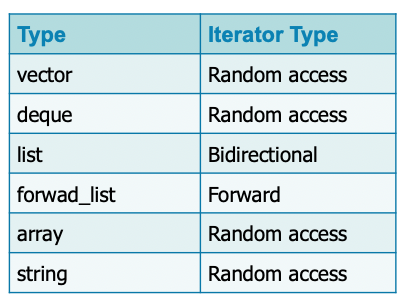 Type Iterator Type
vector Random access
deque Random access
list Bidirectional
forwad_list Forward
array Random access
string Random access